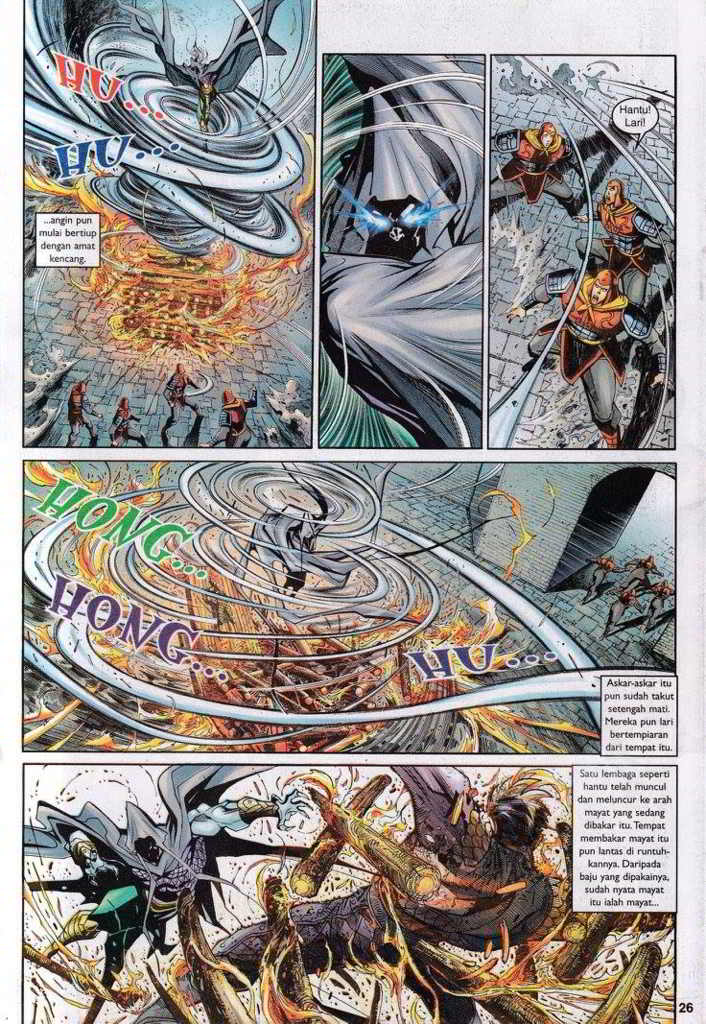 HU...
HU...
...angin pun
mulai bertiup
dengan amat
kencang.
Hantu!
Lari!
HONG...
HONG...
HU...
Askar-askar itu
pun sudah takut
setengah mati.
Mereka pun lari
bertempiaran
dari tempat itu.
Satu lembaga seperti
hantu telah muncul
dan meluncur ke arah
mayat yang sedang
dibakar itu. Tempat
membakar mayat itu
pun lantas di runtuh-
kannya. Daripada
baju yang dipakainya,
sudah nyata mayat
itu ialah mayat...
26